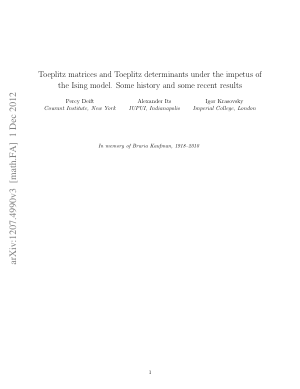 Toeplitz matrices and Toeplitz determinants under the impetus of
the Ising model. Some history and some recent results
Percy Deift Alexander Its Igor Krasovsky
Courant Institute, New York IUPUI, Indianapolis Imperial College, London
In memory of Bruria Kaufman, 1918–2010
arXiv:1207.4990v3 [math.FA] 1 Dec 2012
1